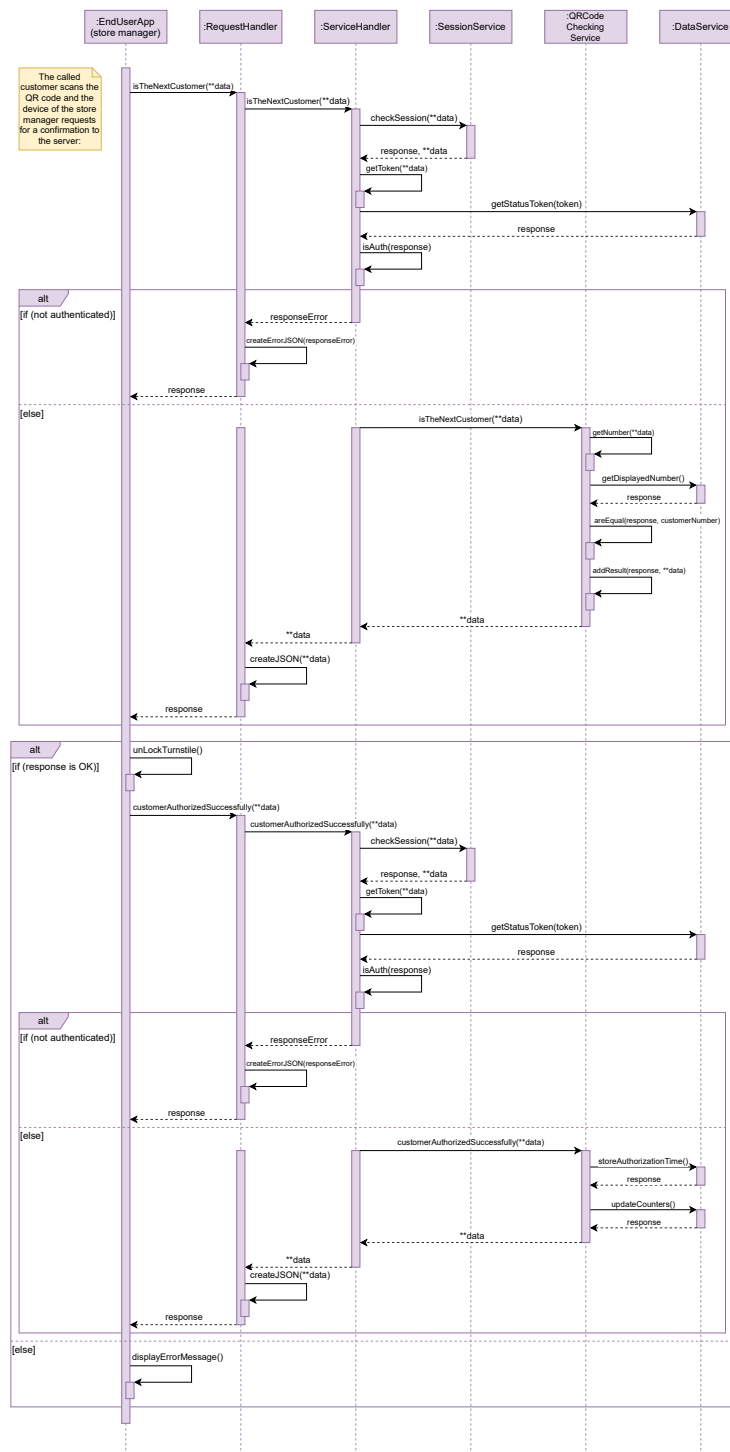 :EndUserApp
(store manager)
:RequestHandler
:ServiceHandler
:SessionService
:QRCode
Checking
Service
:DataService
The called
customer scans the
QR code and the
device of the store
manager requests
for a confirmation to
the server:
isTheNextCustomer(**data)
isTheNextCustomer(**data)
checkSession(**data)
response, **data
getToken(**data)
getStatusToken(token)
response
isAuth(response)
alt
[if (not authenticated)]
responseError
createErrorJSON(responseError)
response
[else]
isTheNextCustomer(**data)
getNumber(**data)
getDisplayedNumber()
response
areEqual(response, customerNumber)
addResult(response, **data)
**data
**data
createJSON(**data)
response
alt
[if (response is OK)]
unLockTurnstile()
customerAuthorizedSuccessfully(**data)
customerAuthorizedSuccessfully(**data)
checkSession(**data)
response, **data
getToken(**data)
getStatusToken(token)
response
isAuth(response)
alt
[if (not authenticated)]
responseError
createErrorJSON(responseError)
response
[else]
customerAuthorizedSuccessfully(**data)
storeAuthorizationTime()
response
updateCounters()
response
**data
**data
createJSON(**data)
response
[else]
displayErrorMessage()